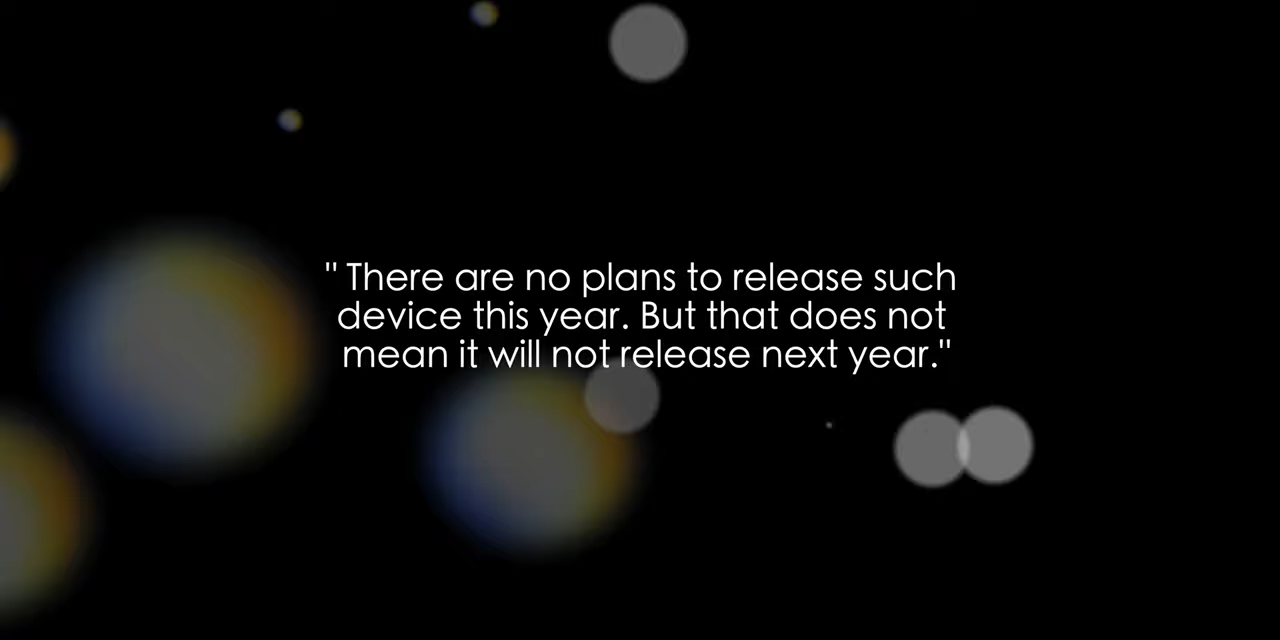 " There are no plans to release such
device this year. But that does not
mean it will not release next year."